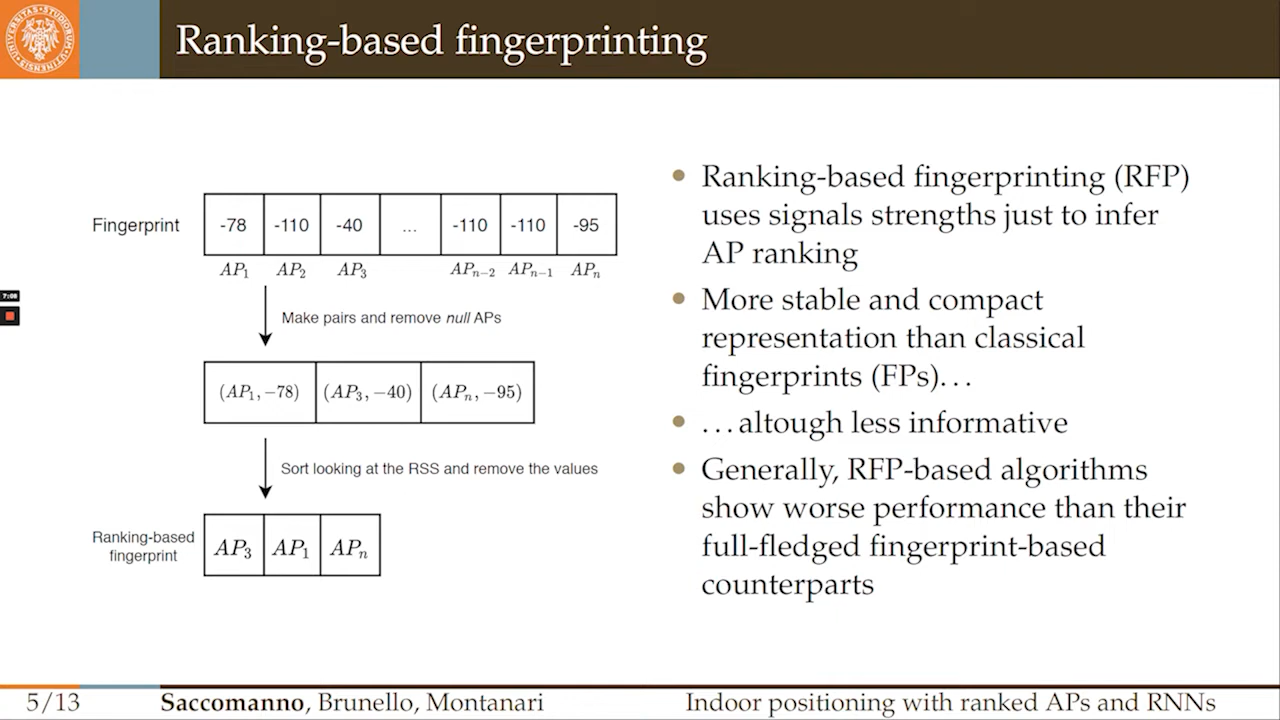 Ranking-based fingerprinting
Fingerprint
-78 -110 -40 ... -110 -110 -95
AP₁ AP₂ AP₃ APₙ₋₂ APₙ₋₁ APₙ
Make pairs and remove null APs
(AP₁, −78) (AP₃, −40) (APₙ, −95)
Sort looking at the RSS and remove the values
Ranking-based
fingerprint
AP₃ AP₁ APₙ
• Ranking-based fingerprinting (RFP)
uses signals strengths just to infer
AP ranking
• More stable and compact
representation than classical
fingerprints (FPs)...
• ...altough less informative
• Generally, RFP-based algorithms
show worse performance than their
full-fledged fingerprint-based
counterparts
7:08
5/13 Saccomanno, Brunello, Montanari Indoor positioning with ranked APs and RNNs